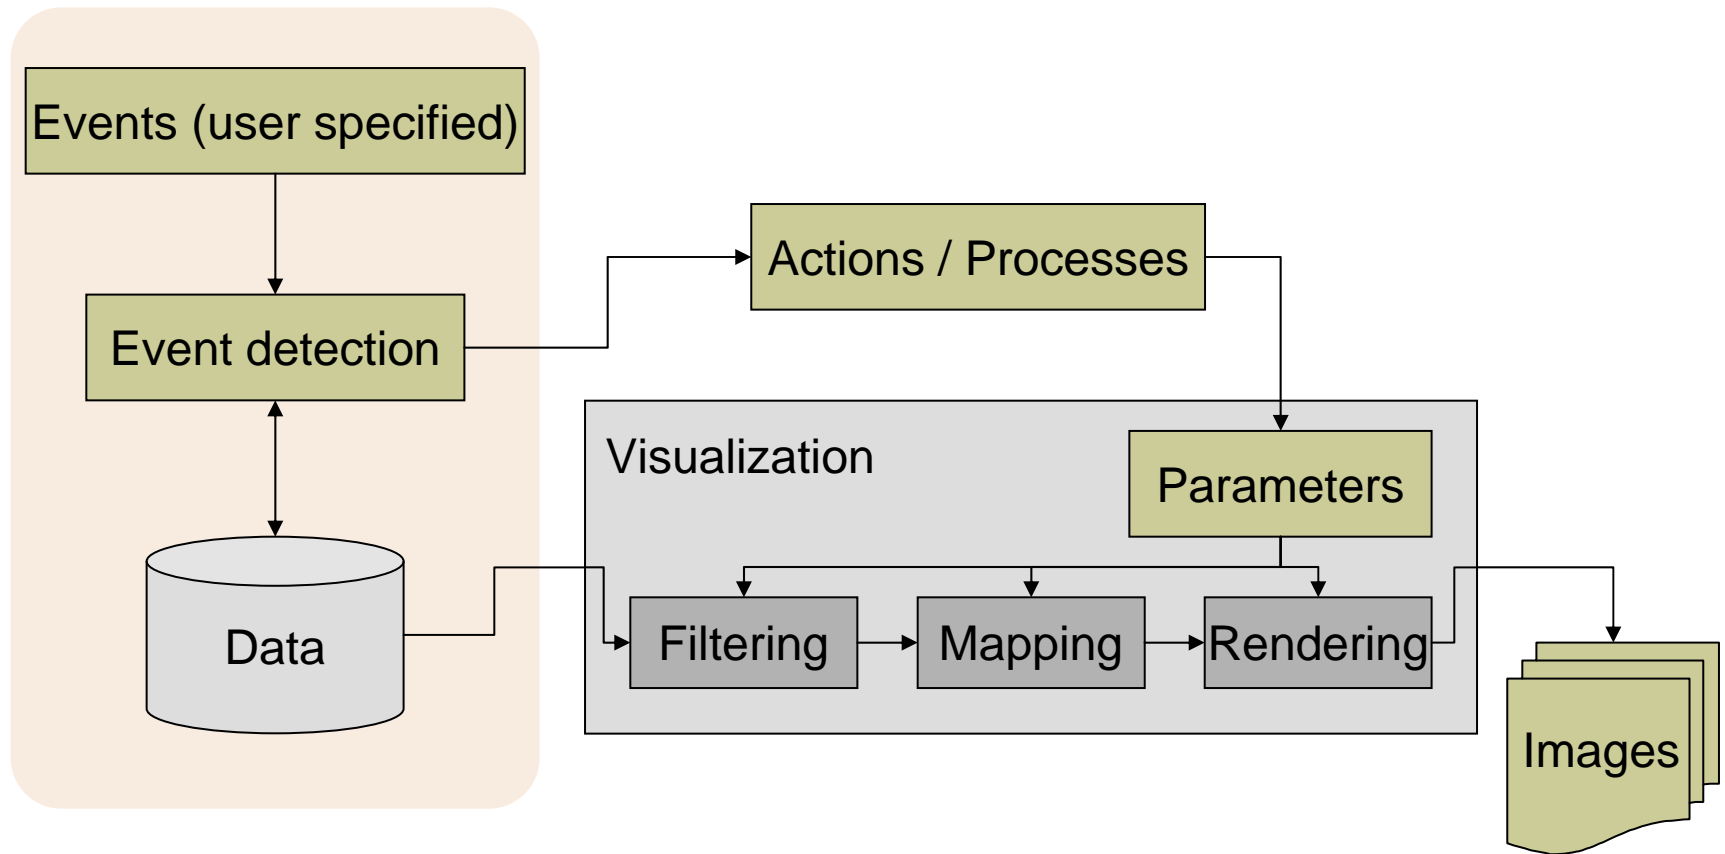 Events (user specified)
Actions / Processes
Event detection
Visualization
Parameters
Data
Filtering
Mapping
Rendering
Images